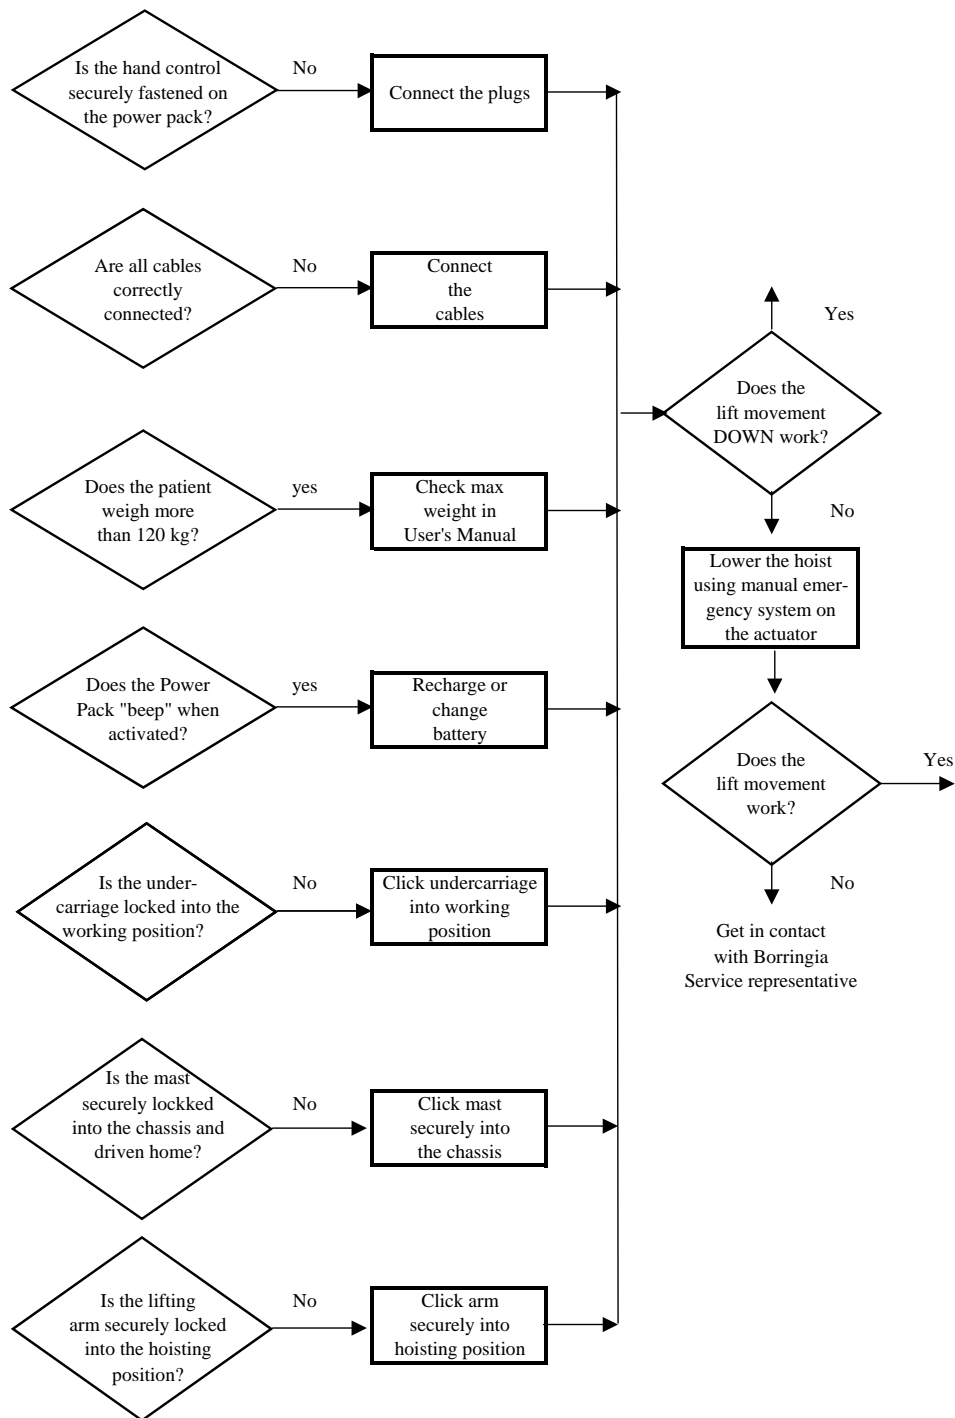 Is the hand control
securely fastened on
the power pack?
No
Connect the plugs
Are all cables
correctly
connected?
No
Connect
the
cables
Does the patient
weigh more
than 120 kg?
yes
Check max
weight in
User's Manual
Does the Power
Pack "beep" when
activated?
yes
Recharge or
change
battery
Is the under-
carriage locked into the
working position?
No
Click undercarriage
into working
position
Is the mast
securely lockked
into the chassis and
driven home?
No
Click mast
securely into
the chassis
Is the lifting
arm securely locked
into the hoisting
position?
No
Click arm
securely into
hoisting position
Yes
Does the
lift movement
DOWN work?
No
Lower the hoist
using manual emer-
gency system on
the actuator
Does the
lift movement
work?
Yes
No
Get in contact
with Borringia
Service representative